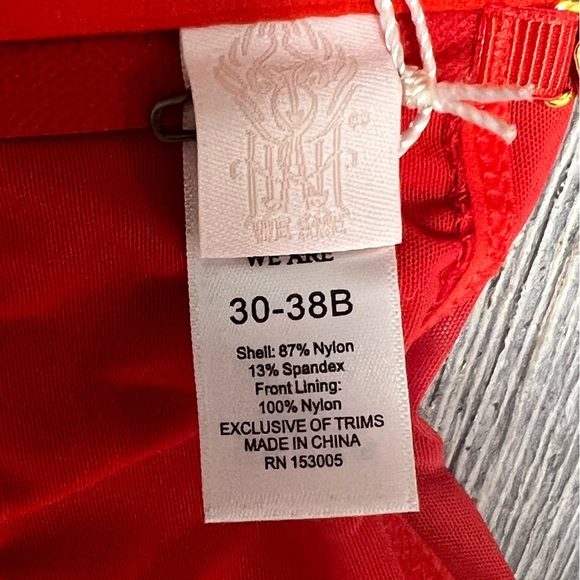 WE ARE
WE ARE
30-38B
Shell: 87% Nylon
13% Spandex
Front Lining:
100% Nylon
EXCLUSIVE OF TRIMS
MADE IN CHINA
RN 153005